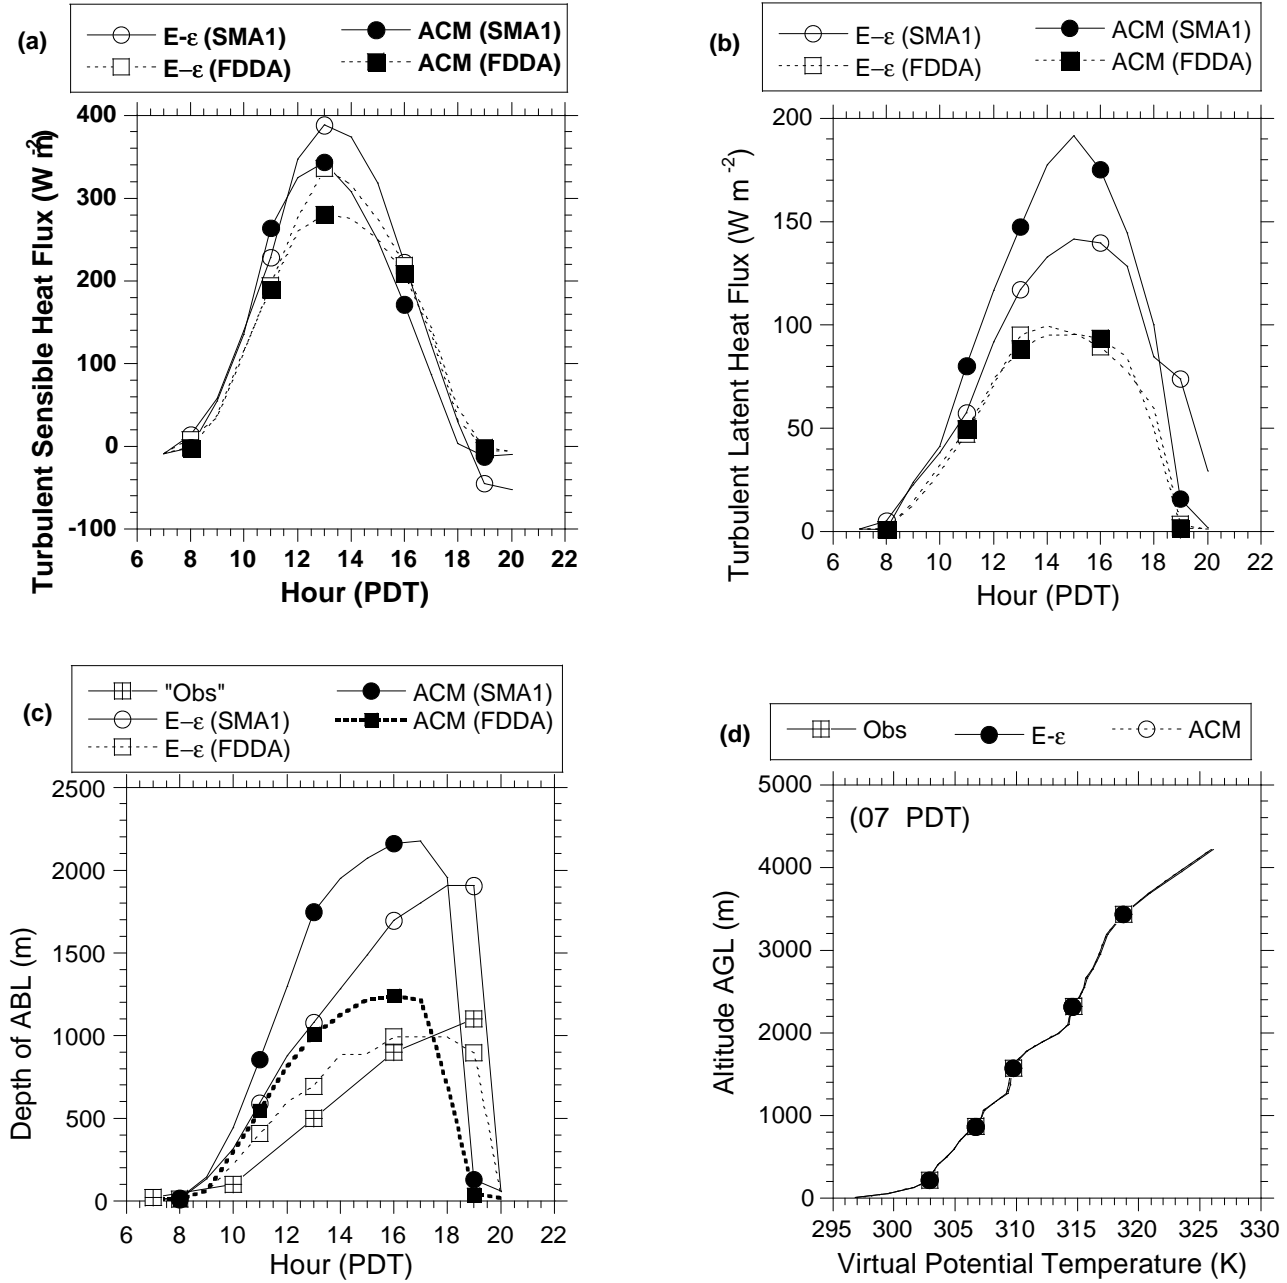 (a)
E-ε (SMA1)
ACM (SMA1)
E–ε (FDDA)
ACM (FDDA)
400
300
200
100
0
-100
Turbulent Sensible Heat Flux (W m-2)
6 8 10 12 14 16 18 20 22
Hour (PDT)
(b)
E–ε (SMA1)
ACM (SMA1)
E–ε (FDDA)
ACM (FDDA)
200
150
100
50
0
Turbulent Latent Heat Flux (W m-2)
6 8 10 12 14 16 18 20 22
Hour (PDT)
(c)
"Obs"
ACM (SMA1)
E–ε (SMA1)
ACM (FDDA)
E–ε (FDDA)
2500
2000
1500
1000
500
0
Depth of ABL (m)
6 8 10 12 14 16 18 20 22
Hour (PDT)
(d)
Obs
E-ε
ACM
(07 PDT)
5000
4000
3000
2000
1000
0
Altitude AGL (m)
295 300 305 310 315 320 325 330
Virtual Potential Temperature (K)